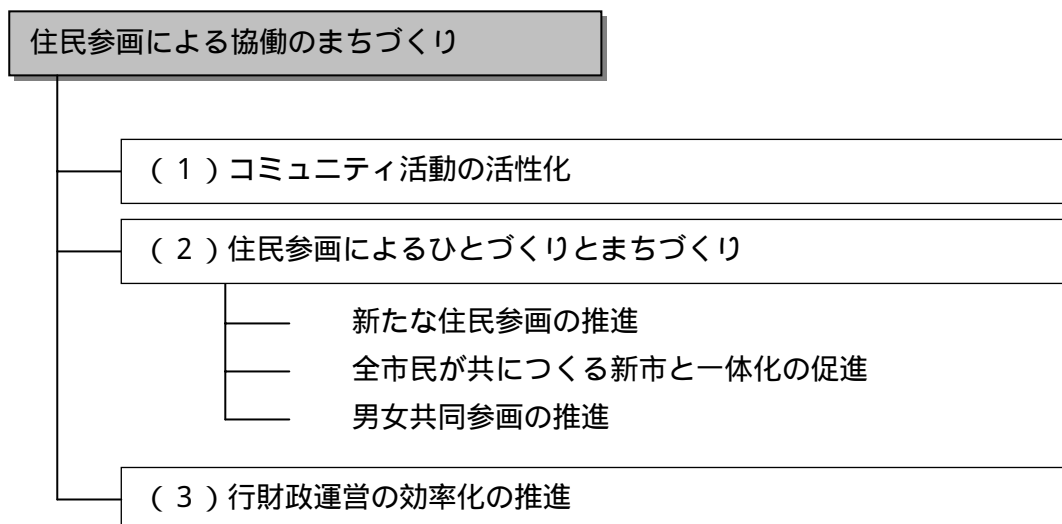 住民参画による協働のまちづくり
(1)コミュニティ活動の活性化
(2)住民参画によるひとづくりとまちづくり
新たな住民参画の推進
全市民が共につくる新市と一体化の促進
男女共同参画の推進
(3)行財政運営の効率化の推進